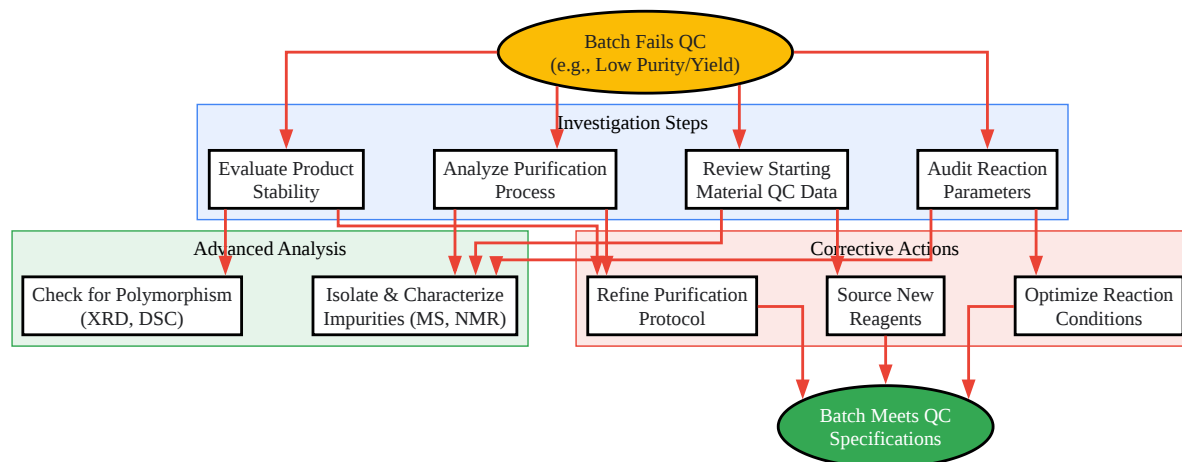 Batch Fails QC
(e.g., Low Purity/Yield)
Investigation Steps
Evaluate Product
Stability
Analyze Purification
Process
Review Starting
Material QC Data
Audit Reaction
Parameters
Advanced Analysis
Check for Polymorphism
(XRD, DSC)
Isolate & Characterize
Impurities (MS, NMR)
Corrective Actions
Refine Purification
Protocol
Source New
Reagents
Optimize Reaction
Conditions
Batch Meets QC
Specifications